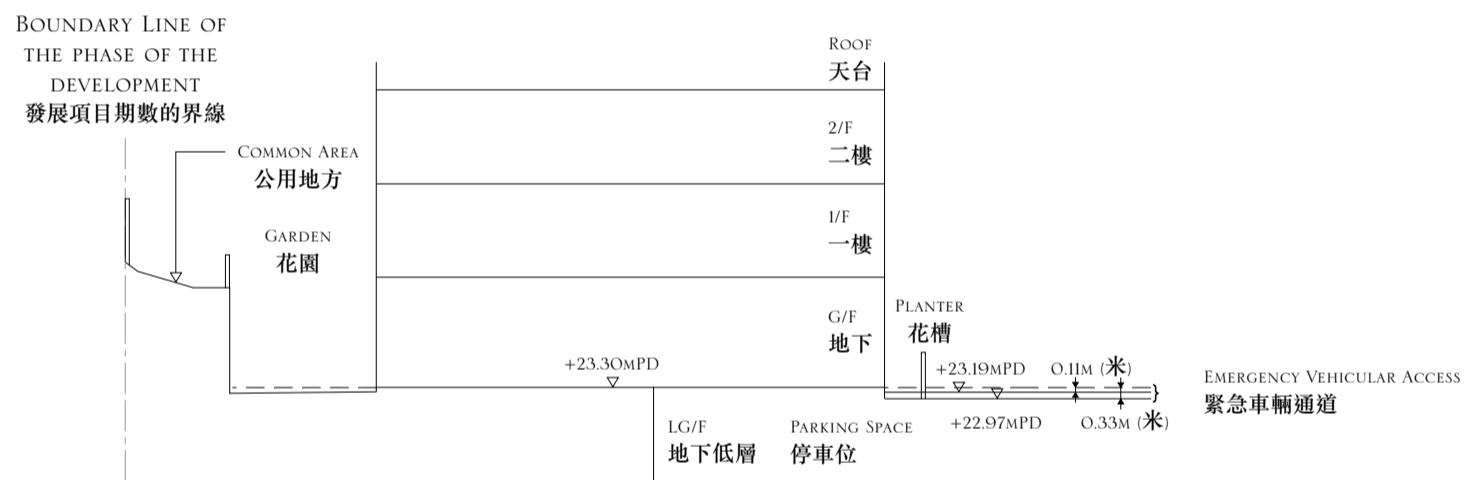 BOUNDARY LINE OF
THE PHASE OF THE
DEVELOPMENT
發展項目期數的界線
COMMON AREA
公用地方
GARDEN
花園
ROOF
天台
2/F
二樓
1/F
一樓
G/F
地下
PLANTER
花槽
+23.30MPD
+23.19MPD
0.11M (米)
+22.97MPD
0.33M (米)
EMERGENCY VEHICULAR ACCESS
緊急車輛通道
LG/F
地下低層
PARKING SPACE
停車位